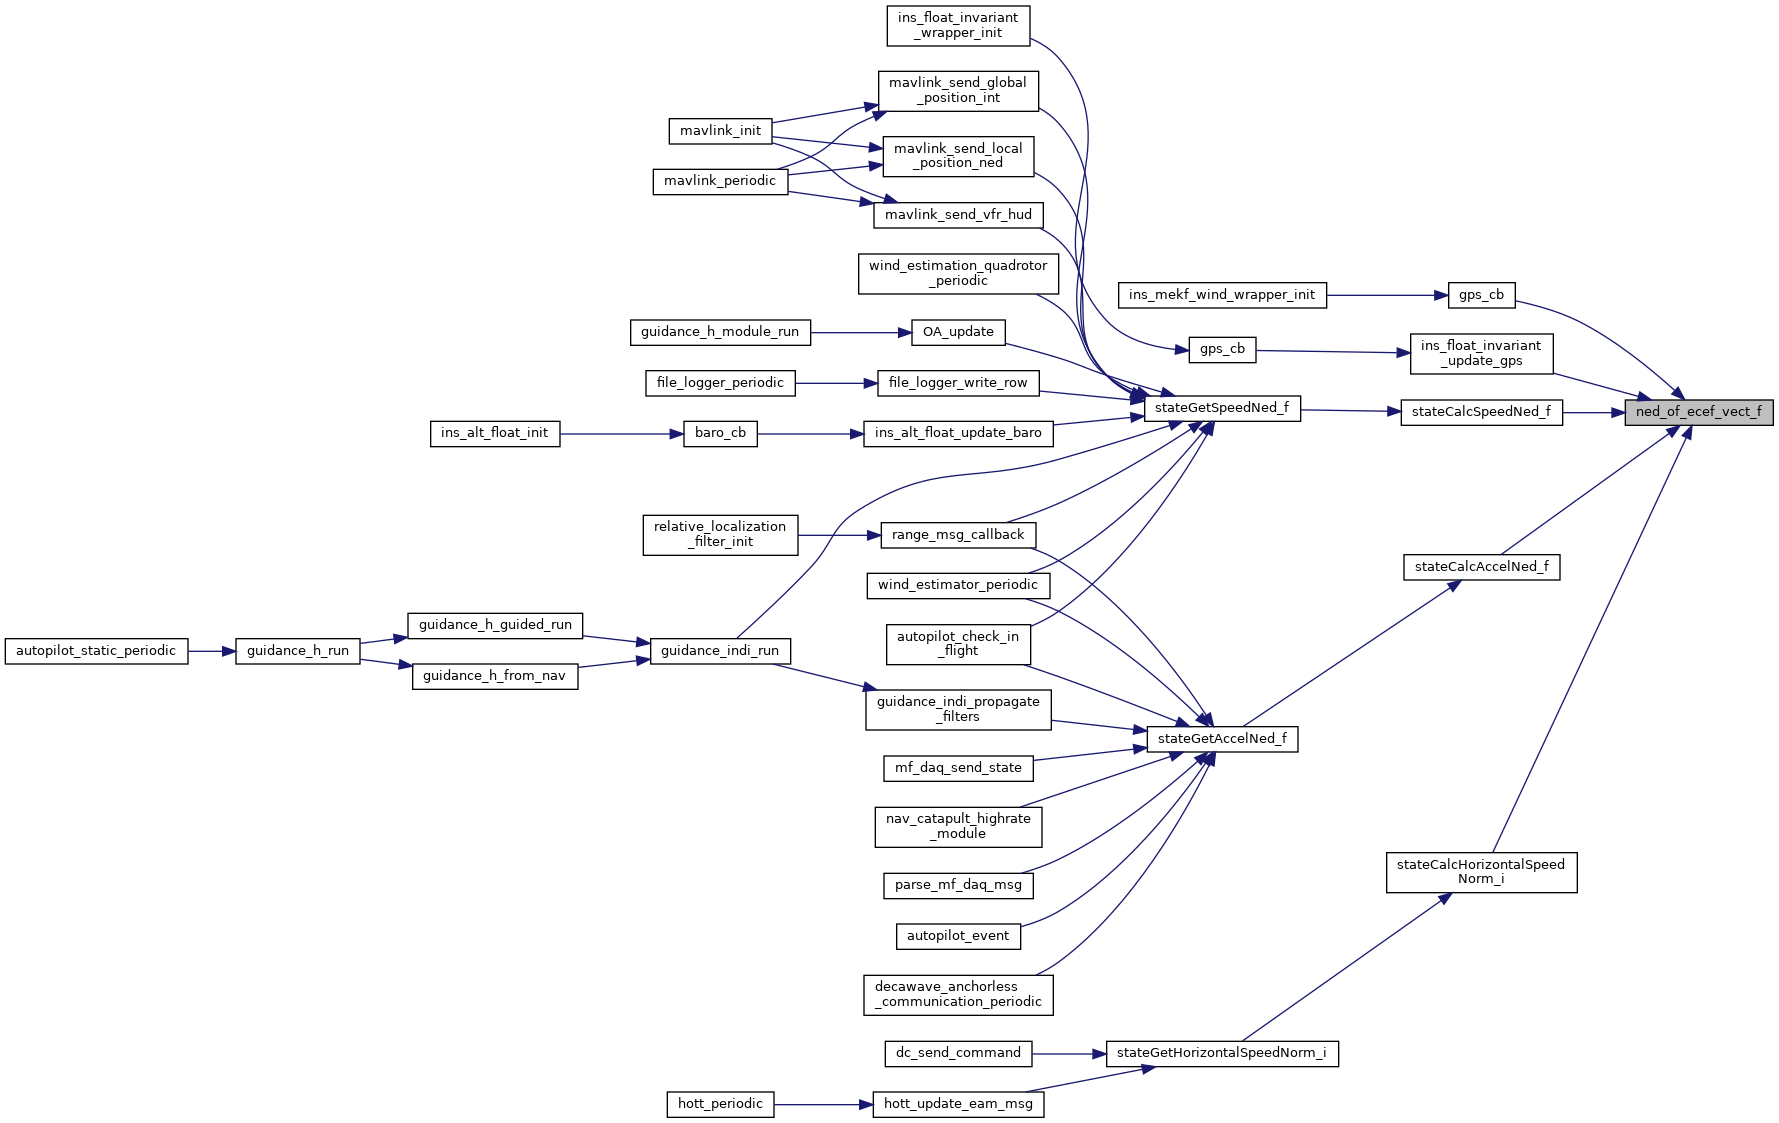 ins_float_invariant
_wrapper_init
mavlink_send_global
_position_int
mavlink_init
mavlink_send_local
_position_ned
mavlink_periodic
mavlink_send_vfr_hud
wind_estimation_quadrotor
_periodic
ins_mekf_wind_wrapper_init
gps_cb
guidance_h_module_run
OA_update
gps_cb
ins_float_invariant
_update_gps
file_logger_periodic
file_logger_write_row
stateGetSpeedNed_f
stateCalcSpeedNed_f
ned_of_ecef_vect_f
ins_alt_float_init
baro_cb
ins_alt_float_update_baro
relative_localization
_filter_init
range_msg_callback
stateCalcAccelNed_f
wind_estimator_periodic
guidance_h_guided_run
autopilot_check_in
_flight
autopilot_static_periodic
guidance_h_run
guidance_indi_run
guidance_h_from_nav
guidance_indi_propagate
_filters
stateGetAccelNed_f
mf_daq_send_state
nav_catapult_highrate
_module
stateCalcHorizontalSpeed
Norm_i
parse_mf_daq_msg
autopilot_event
decawave_anchorless
_communication_periodic
dc_send_command
stateGetHorizontalSpeedNorm_i
hott_periodic
hott_update_eam_msg